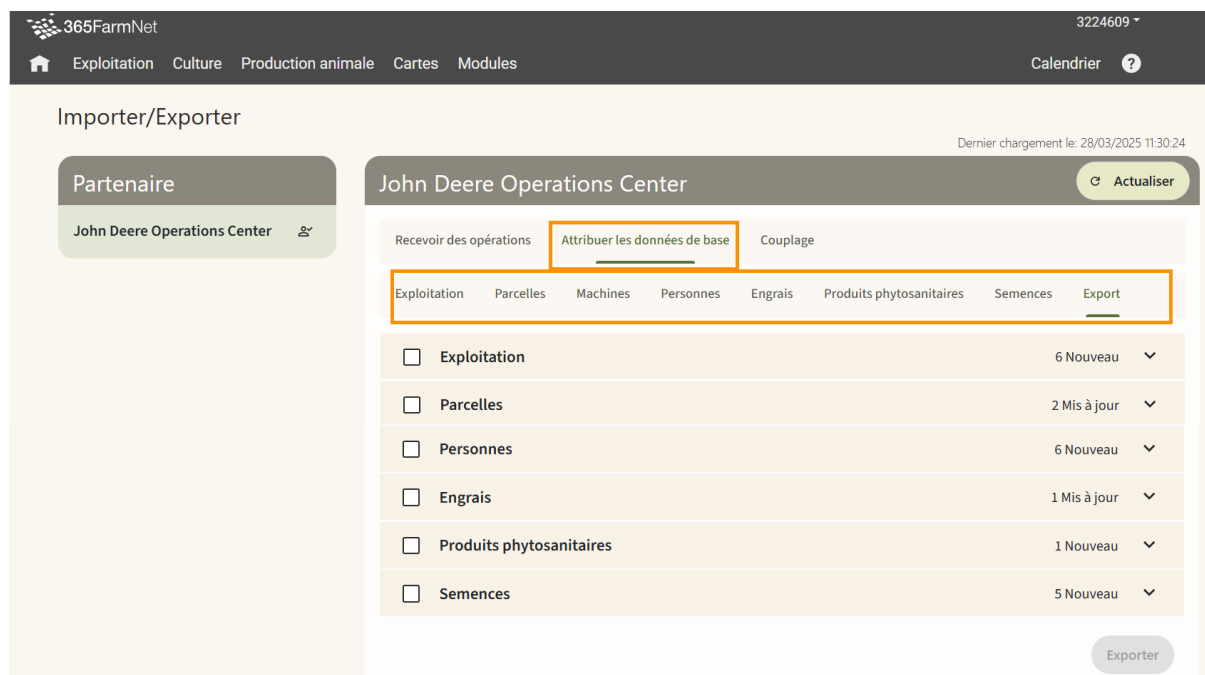 365FarmNet
3224609
Exploitation Culture Production animale Cartes Modules Calendrier ?
Importer/Exporter
Dernier chargement le: 28/03/2025 11:30:24
Partenaire
John Deere Operations Center
John Deere Operations Center
Actualiser
Recevoir des opérations Attribuer les données de base Couplage
Exploitation Parcelles Machines Personnes Engrais Produits phytosanitaires Semences Export
Exploitation 6 Nouveau
Parcelles 2 Mis à jour
Personnes 6 Nouveau
Engrais 1 Mis à jour
Produits phytosanitaires 1 Nouveau
Semences 5 Nouveau
Exporter